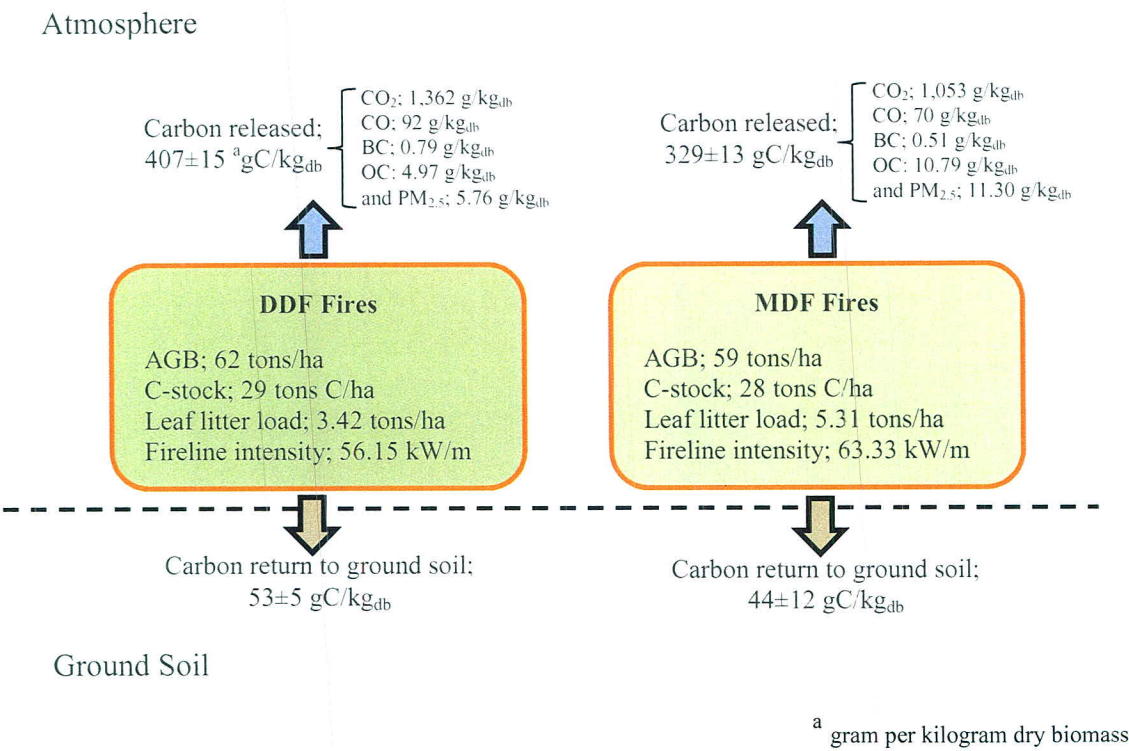 Atmosphere
Carbon released;
407±15 ᵃgC/kg_db
CO₂; 1,362 g/kg_db
CO; 92 g/kg_db
BC; 0.79 g/kg_db
OC: 4.97 g/kg_db
and PM₂.₅; 5.76 g/kg_db
Carbon released;
329±13 gC/kg_db
CO₂; 1,053 g/kg_db
CO; 70 g/kg_db
BC; 0.51 g/kg_db
OC: 10.79 g/kg_db
and PM₂.₅; 11.30 g/kg_db
DDF Fires
AGB; 62 tons/ha
C-stock; 29 tons C/ha
Leaf litter load; 3.42 tons/ha
Fireline intensity; 56.15 kW/m
MDF Fires
AGB; 59 tons/ha
C-stock; 28 tons C/ha
Leaf litter load; 5.31 tons/ha
Fireline intensity; 63.33 kW/m
Carbon return to ground soil;
53±5 gC/kg_db
Carbon return to ground soil;
44±12 gC/kg_db
Ground Soil
ᵃ gram per kilogram dry biomass